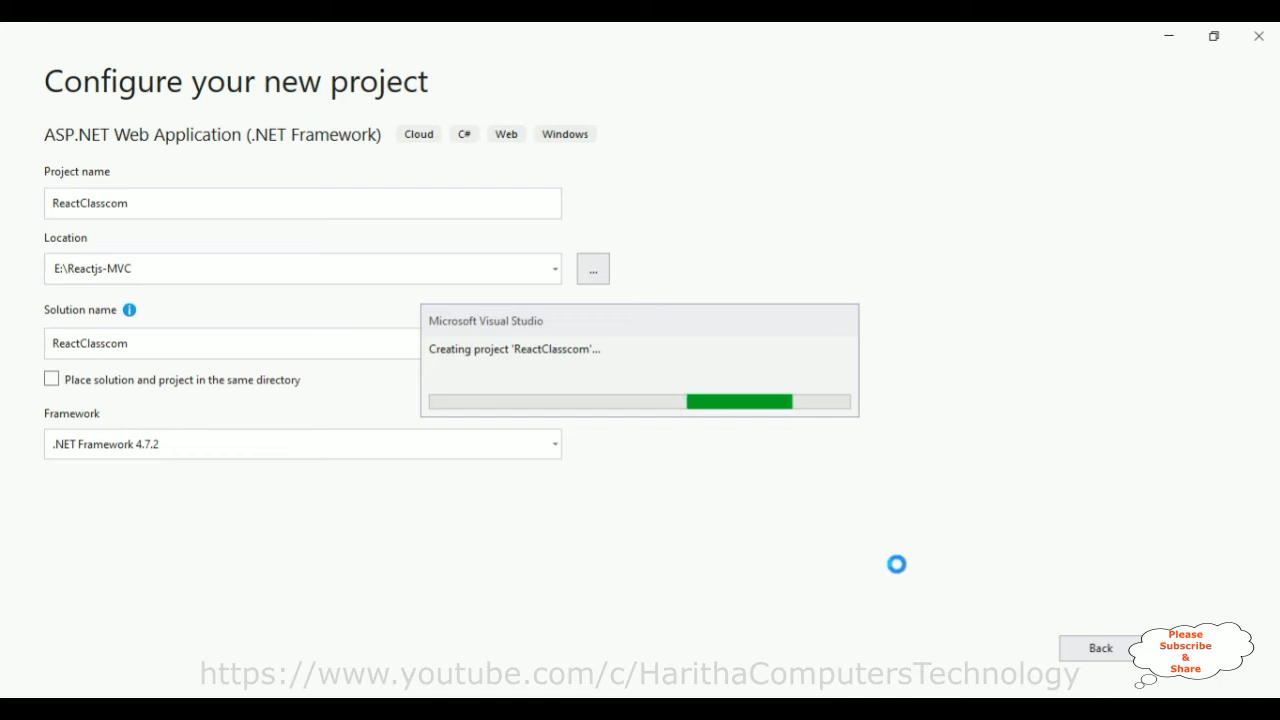 Configure your new project
ASP.NET Web Application (.NET Framework) Cloud C# Web Windows
Project name
ReactClasscom
Location
E:\Reactjs-MVC
...
Solution name
ReactClasscom
Microsoft Visual Studio
Creating project 'ReactClasscom'...
Place solution and project in the same directory
Framework
.NET Framework 4.7.2
Back
Please
Subscribe
&
Share
https://www.youtube.com/c/HarithaComputersTechnology